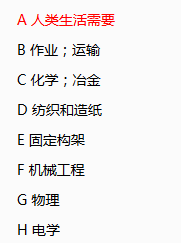 A 人类生活需要
B 作业；运输
C 化学；冶金
D 纺织和造纸
E 固定构架
F 机械工程
G 物理
H 电学